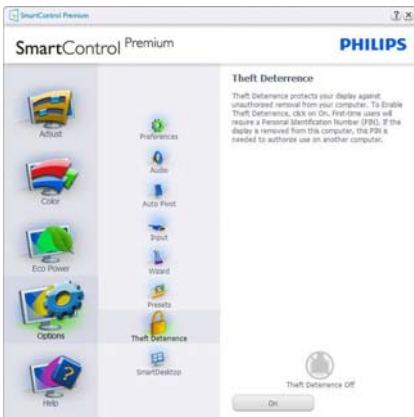 SmartControl Premium
SmartControl Premium
PHILIPS
Adjust
Color
Eco Power
Options
Help
Preferences
Audio
Auto Pivot
Input
Wizard
Presets
Theft Deterrence
SmartDesktop
Theft Deterrence
Theft Deterrence protects your display against
unauthorized removal from your computer. To Enable
Theft Deterrence, click on On. First-time users will
require a Personal Identification Number (PIN). If the
display is removed from this computer, the PIN is
needed to authorize use on another computer.
Theft Deterrence Off
On